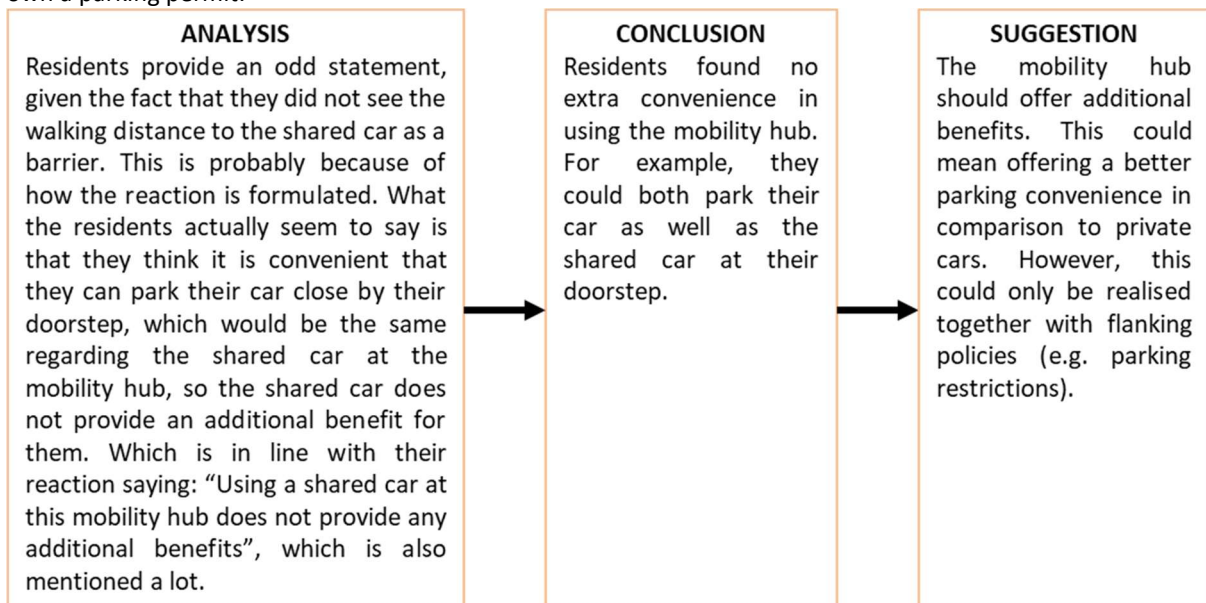 own a parking permit.
ANALYSIS
Residents provide an odd statement,
given the fact that they did not see the
walking distance to the shared car as a
barrier. This is probably because of
how the reaction is formulated. What
the residents actually seem to say is
that they think it is convenient that
they can park their car close by their
doorstep, which would be the same
regarding the shared car at the
mobility hub, so the shared car does
not provide an additional benefit for
them. Which is in line with their
reaction saying: “Using a shared car at
this mobility hub does not provide any
additional benefits”, which is also
mentioned a lot.
CONCLUSION
Residents found no
extra convenience in
using the mobility hub.
For example, they
could both park their
car as well as the
shared car at their
doorstep.
SUGGESTION
The mobility hub
should offer additional
benefits. This could
mean offering a better
parking convenience in
comparison to private
cars. However, this
could only be realised
together with flanking
policies (e.g. parking
restrictions).